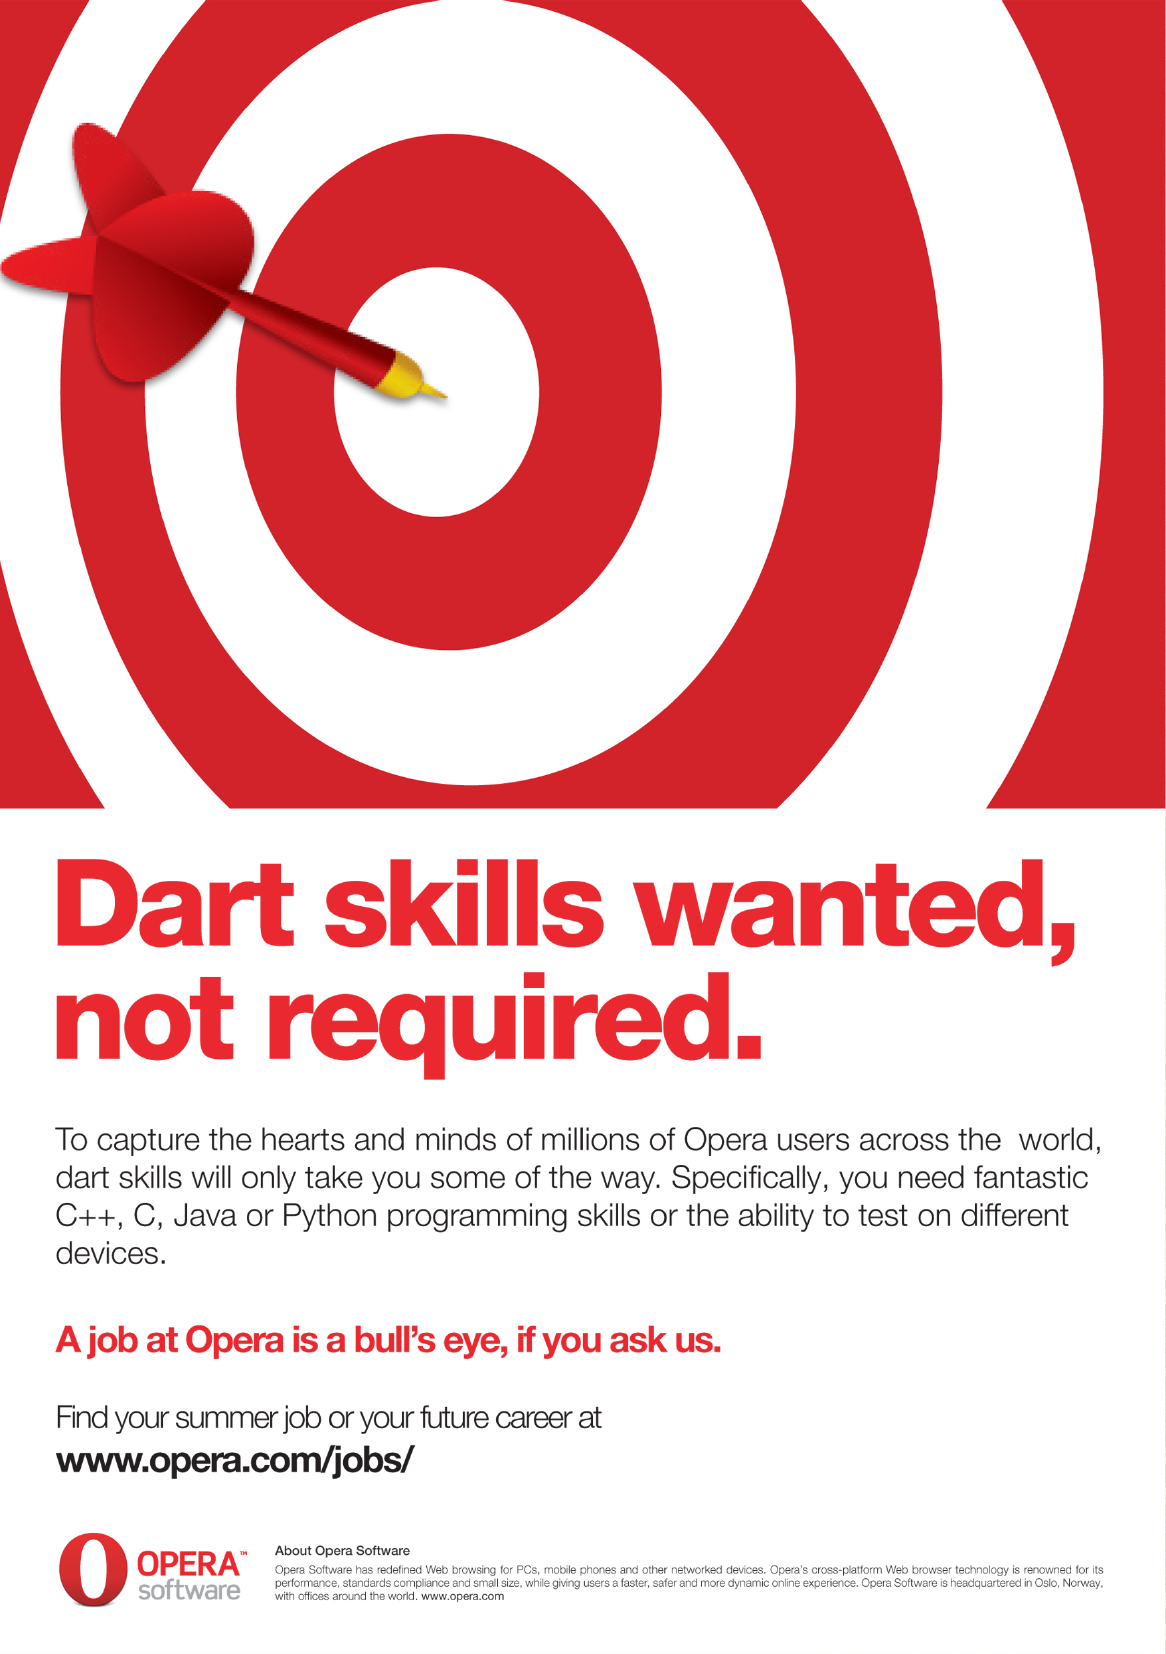 Dart skills wanted,
not required.
To capture the hearts and minds of millions of Opera users across the world,
dart skills will only take you some of the way. Specifically, you need fantastic
C++, C, Java or Python programming skills or the ability to test on different
devices.
A job at Opera is a bull’s eye, if you ask us.
Find your summer job or your future career at
www.opera.com/jobs/
OPERA™
software
About Opera Software
Opera Software has redefined Web browsing for PCs, mobile phones and other networked devices. Opera’s cross-platform Web browser technology is renowned for its
performance, standards compliance and small size, while giving users a faster, safer and more dynamic online experience. Opera Software is headquartered in Oslo, Norway,
with offices around the world. www.opera.com